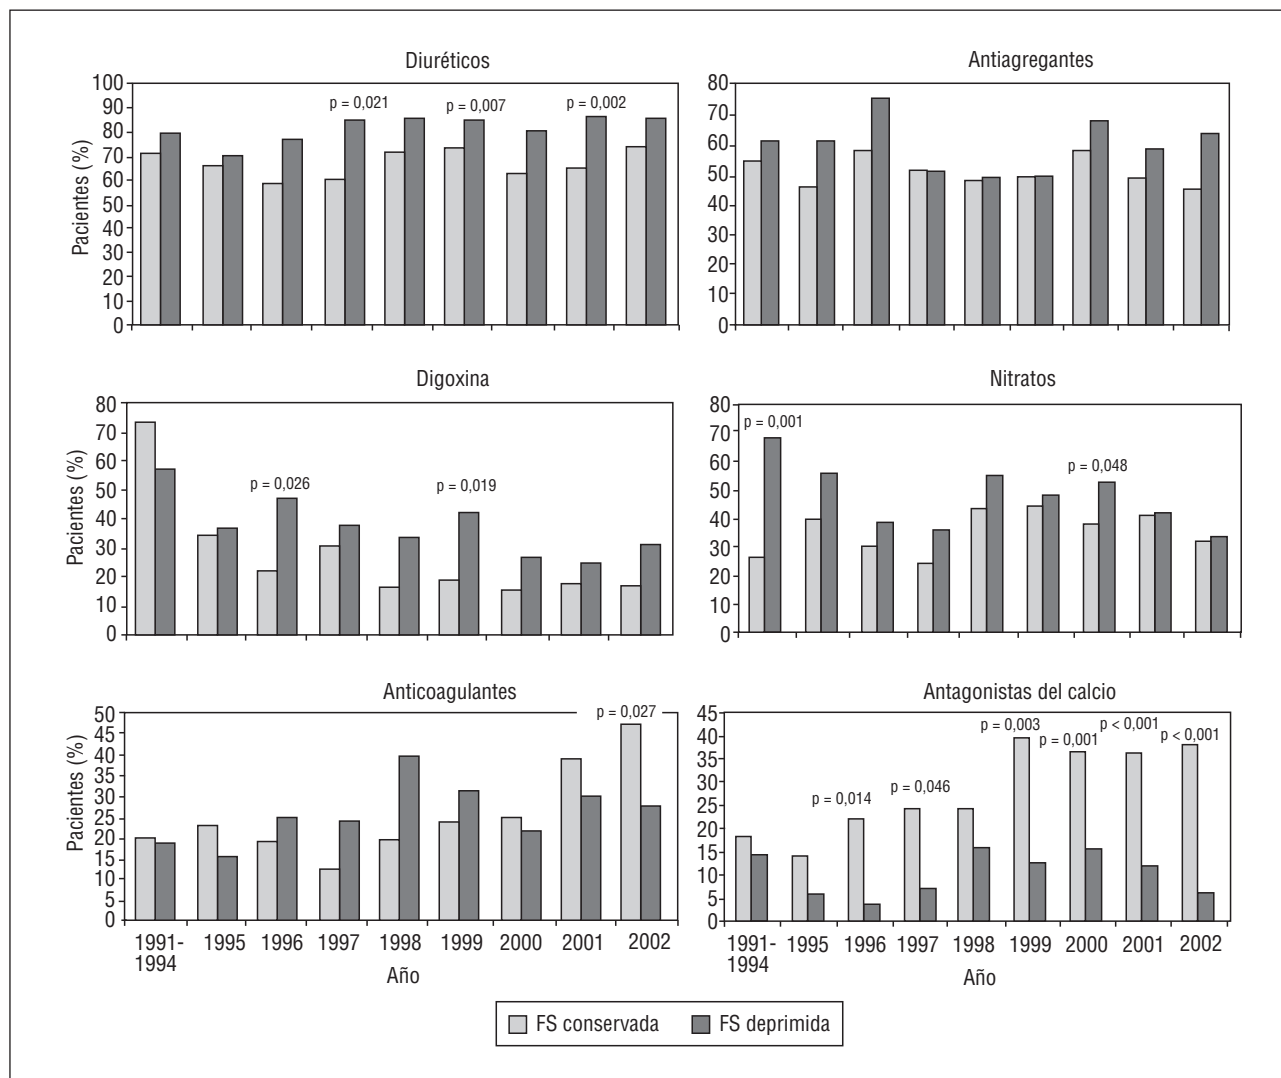 Diuréticos
Pacientes (%)
100
90
80
70
60
50
40
30
20
10
0
p = 0,021
p = 0,007
p = 0,002
Antiagregantes
80
70
60
50
40
30
20
10
0
Digoxina
Pacientes (%)
80
70
60
50
40
30
20
10
0
p = 0,026
p = 0,019
Nitratos
80
70
60
50
40
30
20
10
0
p = 0,001
p = 0,048
Anticoagulantes
Pacientes (%)
50
45
40
35
30
25
20
15
10
5
0
p = 0,027
1991-
1994
1995 1996 1997 1998 1999 2000 2001 2002
Año
Antagonistas del calcio
45
40
35
30
25
20
15
10
5
0
p = 0,014
p = 0,046
p = 0,003
p = 0,001
p < 0,001
p < 0,001
1991-
1994
1995 1996 1997 1998 1999 2000 2001 2002
Año
FS conservada FS deprimida